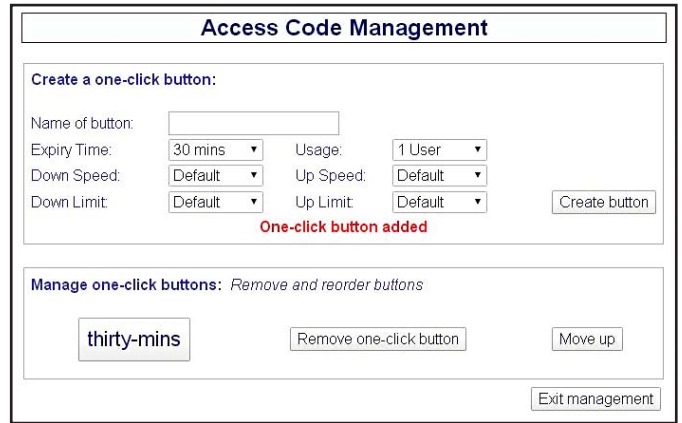 Access Code Management
Create a one-click button:
Name of button:
Expiry Time: 30 mins Usage: 1 User
Down Speed: Default Up Speed: Default
Down Limit: Default Up Limit: Default Create button
One-click button added
Manage one-click buttons: Remove and reorder buttons
thirty-mins Remove one-click button Move up
Exit management